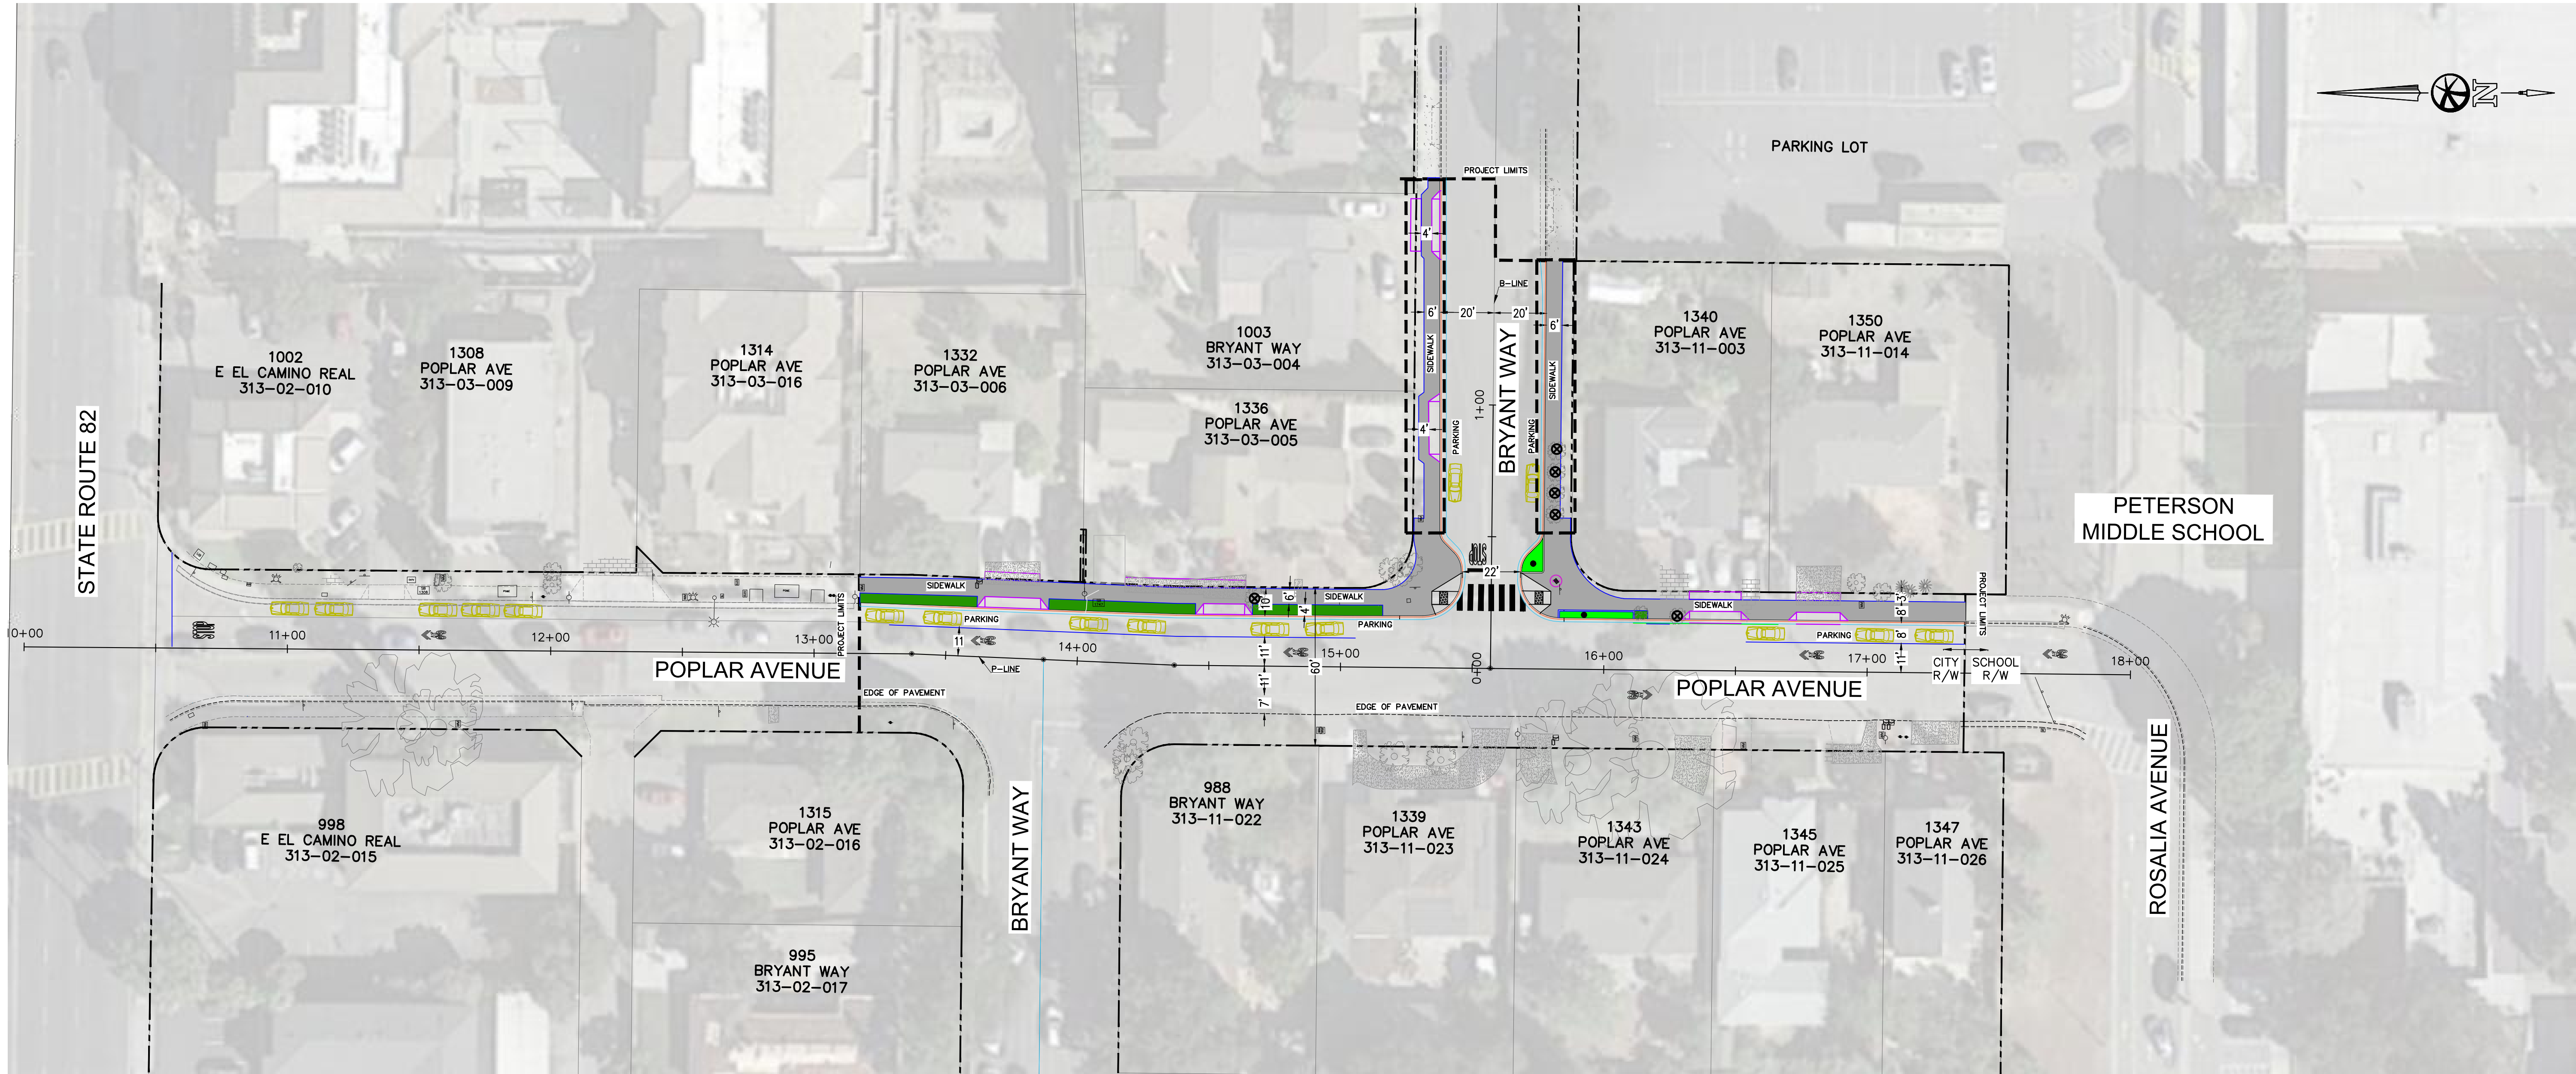 N
PARKING LOT
PROJECT LIMITS
4'
B-LINE
6'
20'
20'
6'
SIDEWALK
SIDEWALK
BRYANT WAY
1+00
4'
PARKING
PARKING
1002
E EL CAMINO REAL
313-02-010
1308
POPLAR AVE
313-03-009
1314
POPLAR AVE
313-03-016
1332
POPLAR AVE
313-03-006
1003
BRYANT WAY
313-03-004
1336
POPLAR AVE
313-03-005
1340
POPLAR AVE
313-11-003
1350
POPLAR AVE
313-11-014
STATE ROUTE 82
PETERSON
MIDDLE SCHOOL
STOP
22'
SIDEWALK
10'
6'
4'
SIDEWALK
SIDEWALK
8'
3'
PROJECT LIMITS
PROJECT LIMITS
PARKING
PARKING
PARKING
8'
STOP
10+00
11+00
12+00
13+00
14+00
15+00
16+00
17+00
18+00
11
11'
60'
0+00
11'
CITY
R/W
SCHOOL
R/W
POPLAR AVENUE
P-LINE
11'
POPLAR AVENUE
EDGE OF PAVEMENT
7'
EDGE OF PAVEMENT
BRYANT WAY
ROSALIA AVENUE
998
E EL CAMINO REAL
313-02-015
1315
POPLAR AVE
313-02-016
988
BRYANT WAY
313-11-022
1339
POPLAR AVE
313-11-023
1343
POPLAR AVE
313-11-024
1345
POPLAR AVE
313-11-025
1347
POPLAR AVE
313-11-026
995
BRYANT WAY
313-02-017